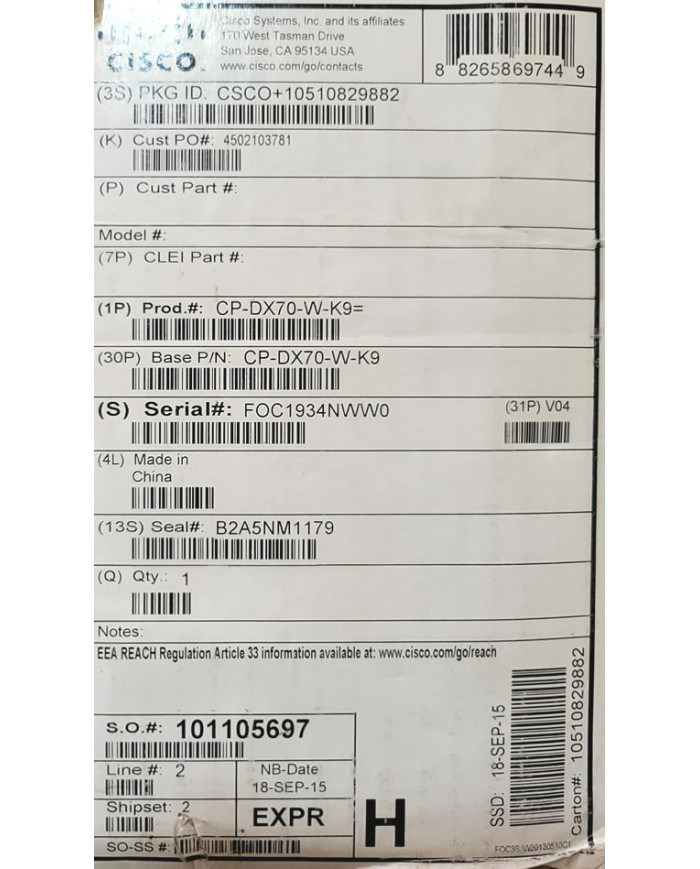 Cisco Systems, Inc. and its affiliates
170 West Tasman Drive
San Jose, CA 95134 USA
www.cisco.com/go/contacts
CISCO
8 8265869744 9
(3S) PKG ID: CSCO+10510829882
(K) Cust PO#: 4502103781
(P) Cust Part #:
Model #:
(7P) CLEI Part #:
(1P) Prod.#: CP-DX70-W-K9=
(30P) Base P/N: CP-DX70-W-K9
(S) Serial#: FOC1934NWW0
(31P) V04
(4L) Made in
China
(13S) Seal#: B2A5NM1179
(Q) Qty.: 1
Notes:
EEA REACH Regulation Article 33 information available at: www.cisco.com/go/reach
S.O.#: 101105697
Line #: 2
NB-Date
18-SEP-15
Shipset: 2
EXPR
SO-SS #:
H
SSD: 18-SEP-15
Carton#: 10510829882